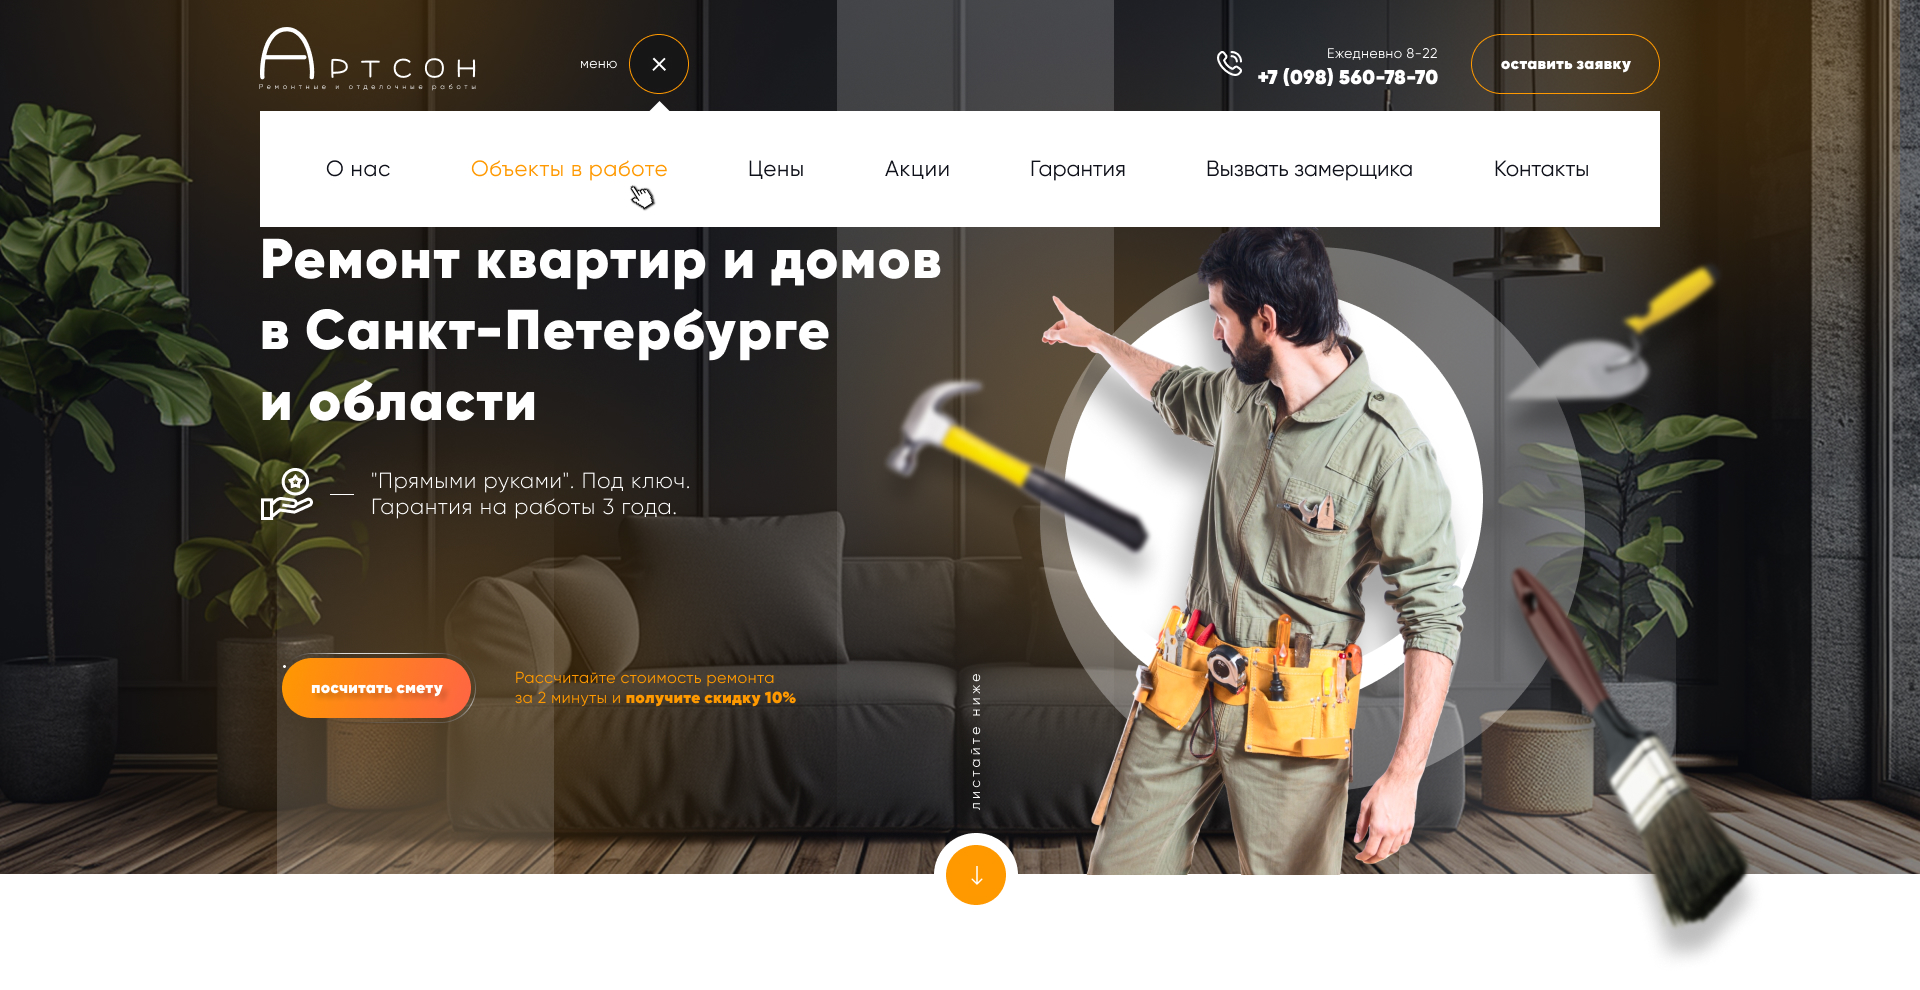 Артсон
Ремонтные и отделочные работы
меню
Ежедневно 8-22
+7 (098) 560-78-70
оставить заявку
О нас
Объекты в работе
Цены
Акции
Гарантия
Вызвать замерщика
Контакты
Ремонт квартир и домов
в Санкт-Петербурге
и области
"Прямыми руками". Под ключ.
Гарантия на работы 3 года.
посчитать смету
Рассчитайте стоимость ремонта
за 2 минуты и получите скидку 10%
листайте ниже